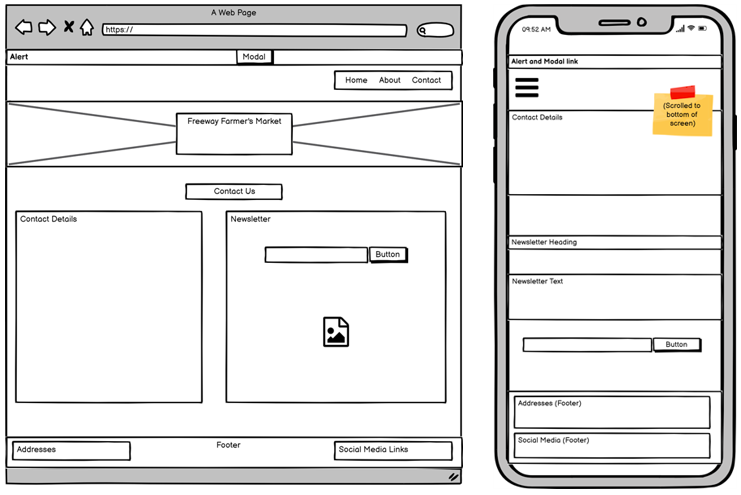 A Web Page
https://
Alert
Modal
Home About Contact
Freeway Farmer's Market
Contact Us
Contact Details
Newsletter
Button
Addresses
Footer
Social Media Links
09:52 AM
Alert and Modal link
(Scrolled to
bottom of
screen)
Contact Details
Newsletter Heading
Newsletter Text
Button
Addresses (Footer)
Social Media (Footer)